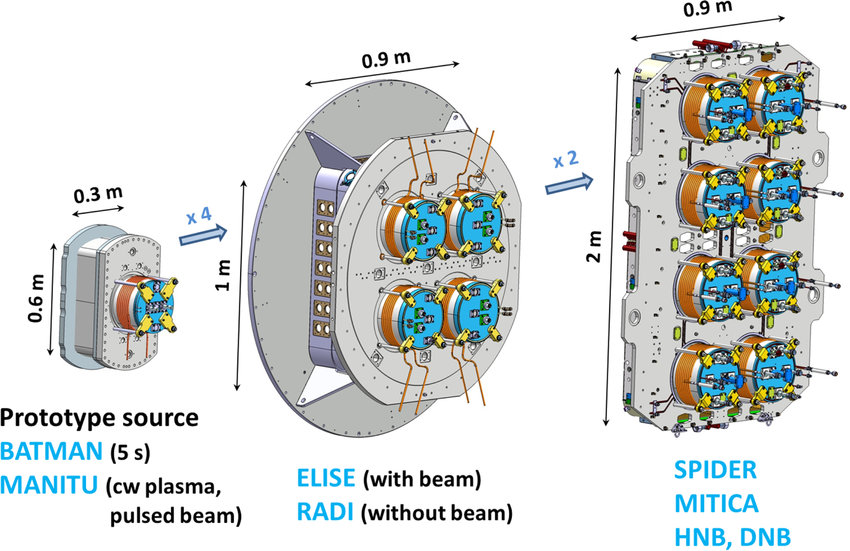 0.3 m
0.6 m
x 4
0.9 m
1 m
x 2
0.9 m
2 m
Prototype source
BATMAN (5 s)
MANITU (cw plasma,
pulsed beam)
ELISE (with beam)
RADI (without beam)
SPIDER
MITICA
HNB, DNB